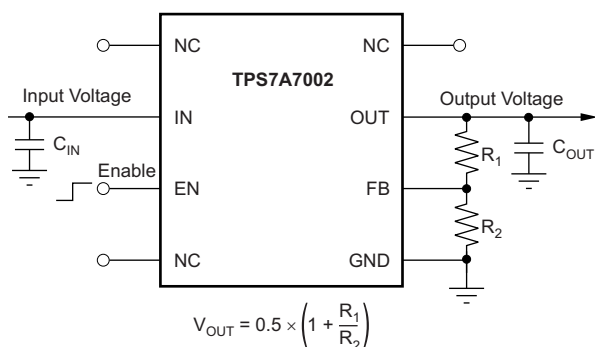 NC
NC
TPS7A7002
Input Voltage
Output Voltage
IN
OUT
C_IN
R_1
C_OUT
Enable
EN
FB
R_2
NC
GND
V_OUT = 0.5 × (1 + R_1/R_2)